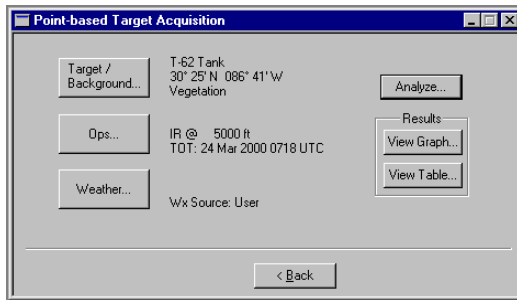 Point-based Target Acquisition
Target /
Background...
T-62 Tank
30° 25' N 086° 41' W
Vegetation
Analyze...
Ops...
IR @ 5000 ft
TOT: 24 Mar 2000 0718 UTC
Results
View Graph...
View Table...
Weather...
Wx Source: User
< Back